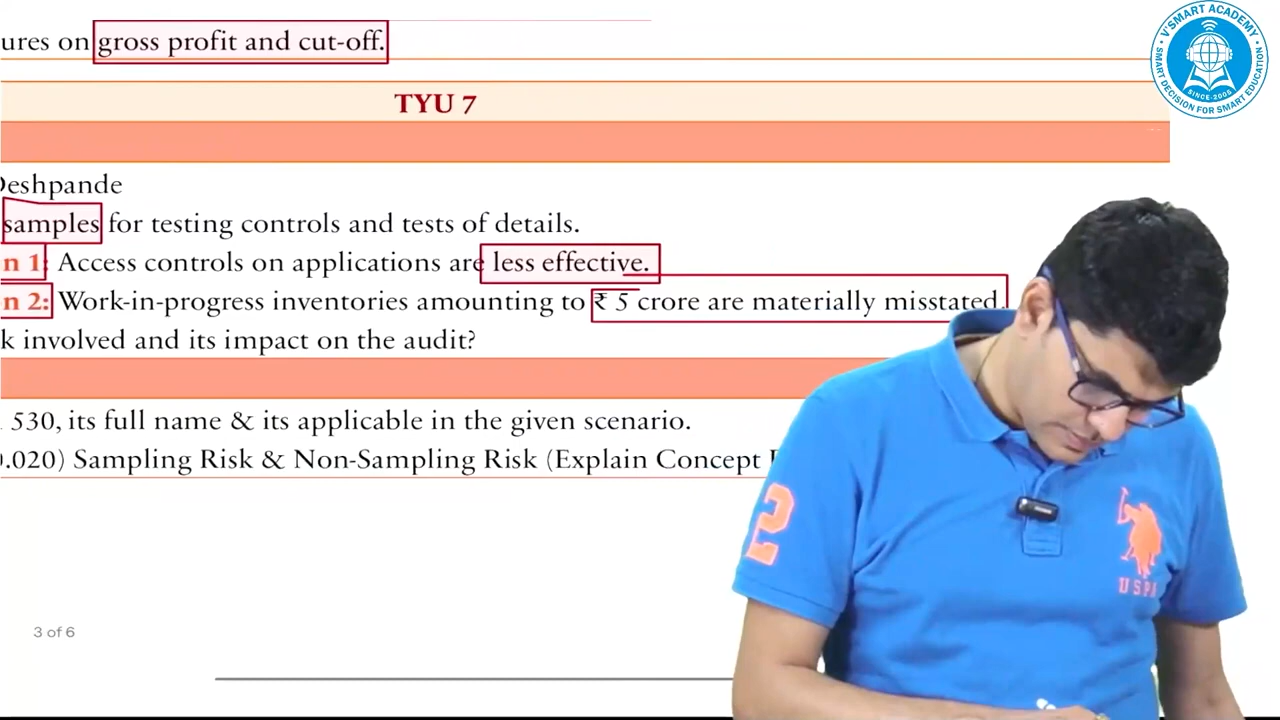 ures on gross profit and cut-off.
V'SMART ACADEMY
SINCE-2005
SMART DECISION FOR SMART EDUCATION
TYU 7
Deshpande
samples for testing controls and tests of details.
n 1: Access controls on applications are less effective.
n 2: Work-in-progress inventories amounting to ₹ 5 crore are materially misstated.
k involved and its impact on the audit?
530, its full name & its applicable in the given scenario.
0.020) Sampling Risk & Non-Sampling Risk (Explain Concept
2
U S P A
3 of 6